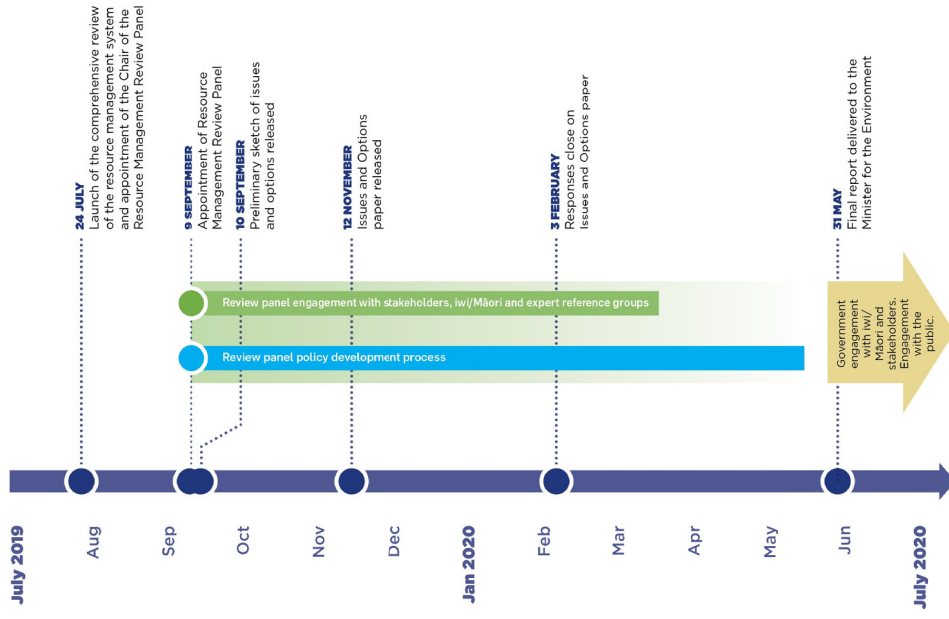 24 JULY
Launch of the comprehensive review
of the resource management system
and appointment of the Chair of the
Resource Management Review Panel
9 SEPTEMBER
Appointment of Resource
Management Review Panel
10 SEPTEMBER
Preliminary sketch of issues
and options released
12 NOVEMBER
Issues and Options
paper released
3 FEBRUARY
Responses close on
Issues and Options paper
31 MAY
Final report delivered to the
Minister for the Environment
Review panel engagement with stakeholders, iwi/Māori and expert reference groups
Review panel policy development process
Government
engagement
with iwi/
Māori and
stakeholders.
Engagement
with the
public.
July 2019
Aug
Sep
Oct
Nov
Dec
Jan 2020
Feb
Mar
Apr
May
Jun
July 2020